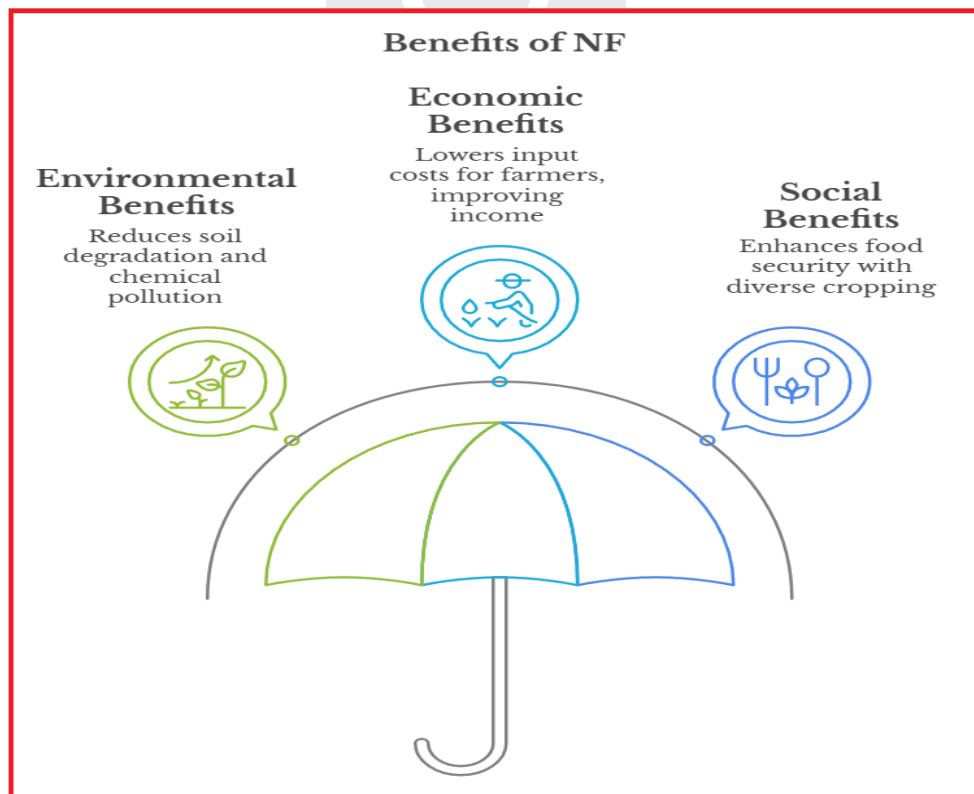 Benefits of NF
Economic
Benefits
Lowers input
costs for farmers,
improving
income
Environmental
Benefits
Reduces soil
degradation and
chemical
pollution
Social
Benefits
Enhances food
security with
diverse cropping